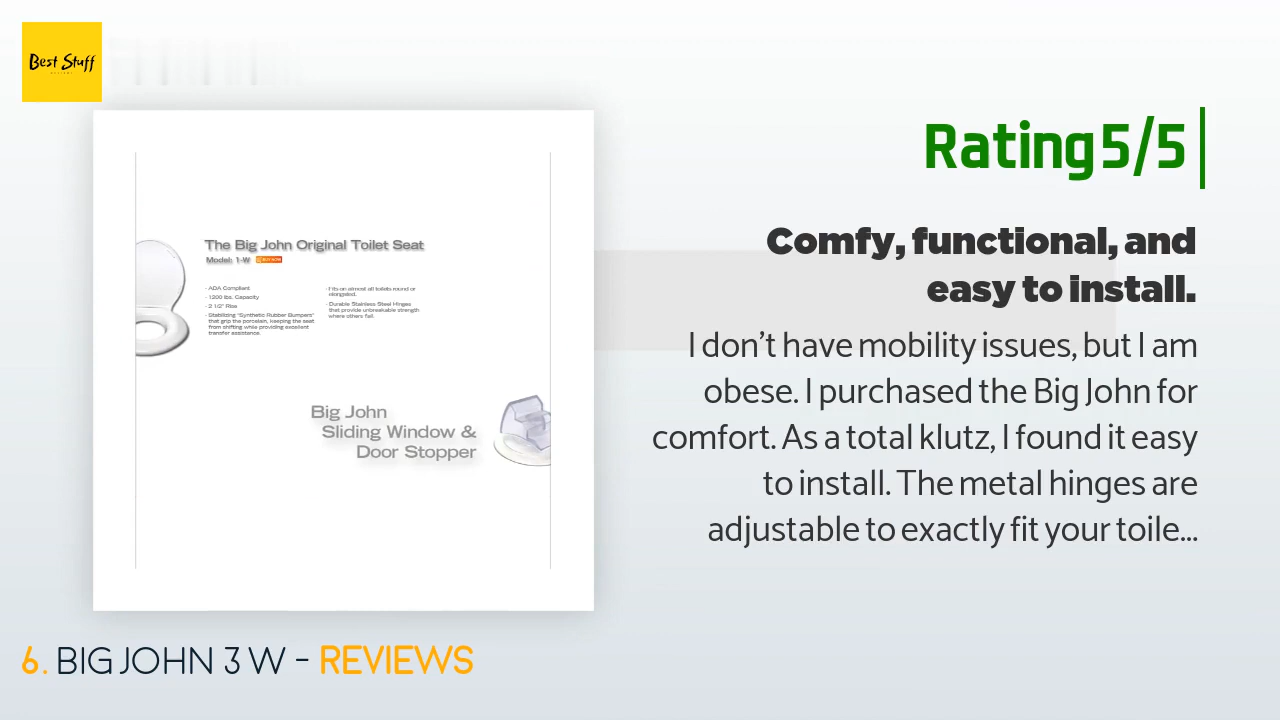 Best Stuff
Rating 5/5
The Big John Original Toilet Seat
Model: 1-W
- ADA Compliant
- 1200 lbs. Capacity
- 2 1/2" Rise
- Stabilizing "Synthetic Rubber Bumpers"
that grip the porcelain, keeping the seat
from shifting while providing excellent
transfer assistance.
- Fits on almost all toilets round or
elongated.
- Durable Stainless Steel Hinges
that provide unbreakable strength
where others fail.
Big John
Sliding Window &
Door Stopper
Comfy, functional, and
easy to install.
I don't have mobility issues, but I am
obese. I purchased the Big John for
comfort. As a total klutz, I found it easy
to install. The metal hinges are
adjustable to exactly fit your toile...
6. BIG JOHN 3 W - REVIEWS